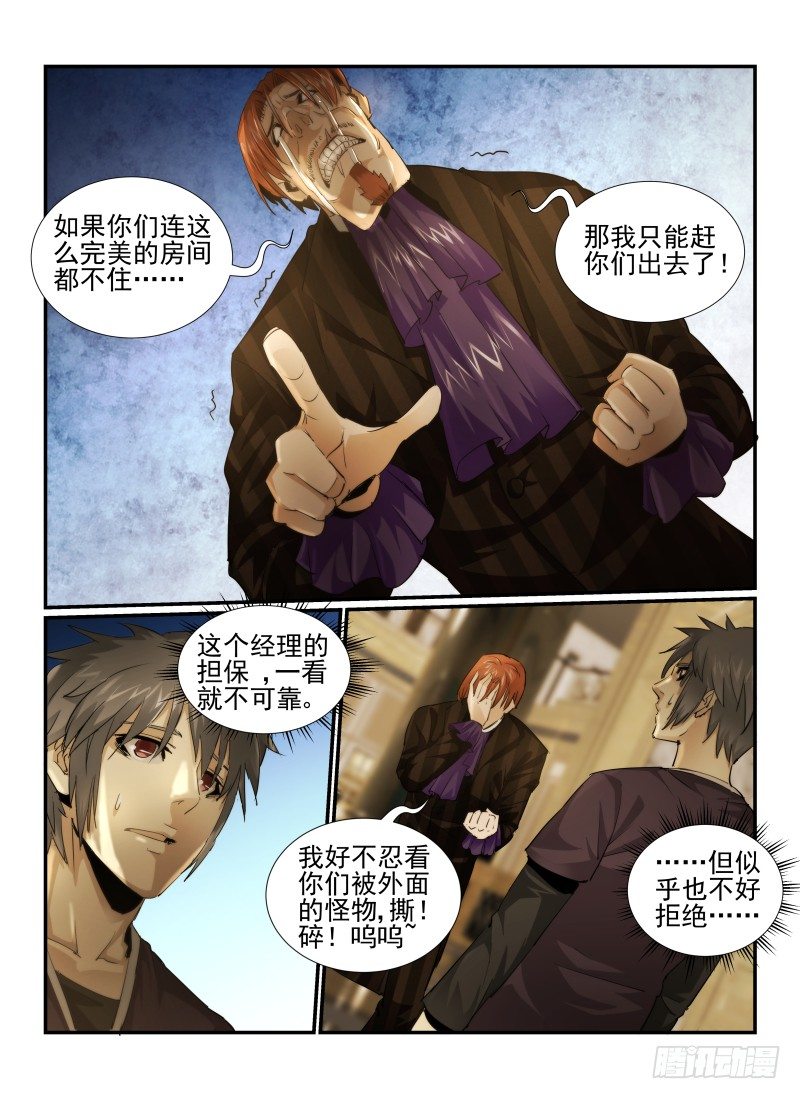 如果你们连这
么完美的房间
都不住……
那我只能赶
你们出去了！
这个经理的
担保，一看
就不可靠。
我好不忍看
你们被外面
的怪物，撕！
碎！呜呜~
……但似
乎也不好
拒绝……
腾讯动漫